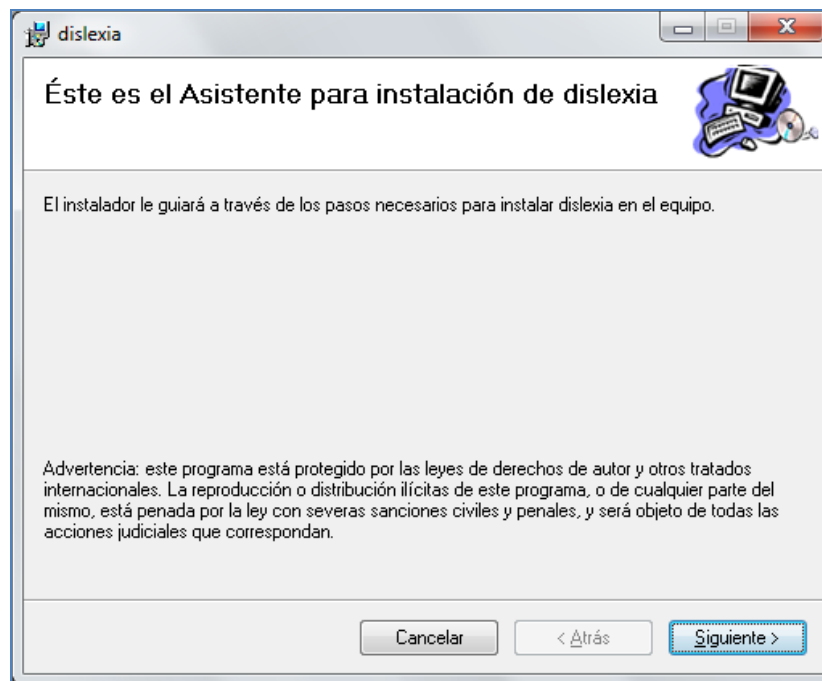 dislexia
Éste es el Asistente para instalación de dislexia
El instalador le guiará a través de los pasos necesarios para instalar dislexia en el equipo.
Advertencia: este programa está protegido por las leyes de derechos de autor y otros tratados
internacionales. La reproducción o distribución ilícitas de este programa, o de cualquier parte del
mismo, está penada por la ley con severas sanciones civiles y penales, y será objeto de todas las
acciones judiciales que correspondan.
Cancelar < Atrás Siguiente >